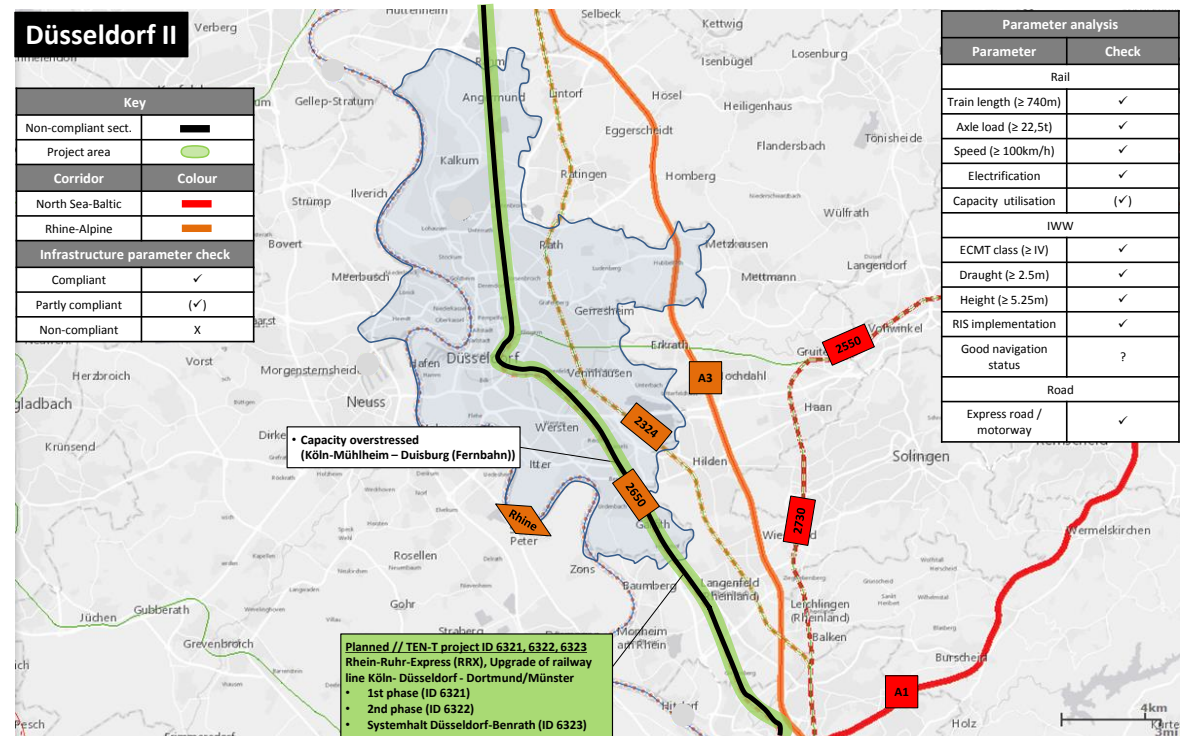 Düsseldorf II
Key
Non-compliant sect.
Project area
Corridor Colour
North Sea-Baltic
Rhine-Alpine
Infrastructure parameter check
Compliant ✓
Partly compliant (✓)
Non-compliant X
Parameter analysis
Parameter Check
Rail
Train length (≥ 740m) ✓
Axle load (≥ 22,5t) ✓
Speed (≥ 100km/h) ✓
Electrification ✓
Capacity utilisation (✓)
IWW
ECMT class (≥ IV) ✓
Draught (≥ 2.5m) ✓
Height (≥ 5.25m) ✓
RIS implementation ✓
Good navigation
status ?
Road
Express road /
motorway ✓
Selbeck
Kettwig
Verberg
Losenburg
Isenbügel
Gellep-Stratum
Angermund
Lintorf
Hösel
Heiligenhaus
Eggerscheidt
Tönisheide
Flandersbach
Kalkum
Ratingen
Homberg
Ilverich
Strümp
Wülfrath
Bovert
Rath
Metzkausen
Meerbusch
Mettmann
Langendorf
Gerresheim
Erkrath
Vohwinkel
2550
Vorst
Hafen
Düsseldorf
Morgensternsheide
Vennhausen
A3
Hochdahl
Herzbroich
gladbach
Neuss
Haan
2324
Wersten
Krünsend
• Capacity overstressed
(Köln-Mühlheim – Duisburg (Fernbahn))
Itter
Hilden
Solingen
2650
Rhine
2730
Peter
Wermelskirchen
Rosellen
Zons
Baumberg
Langenfeld
(Rheinland)
Leichlingen
(Rheinland)
Gohr
Gubberath
Jüchen
Straberg
Monheim
am Rhein
Balken
Grevenbroich
Burscheid
Planned // TEN-T project ID 6321, 6322, 6323
Rhein-Ruhr-Express (RRX), Upgrade of railway
line Köln- Düsseldorf - Dortmund/Münster
• 1st phase (ID 6321)
• 2nd phase (ID 6322)
• Systemhalt Düsseldorf-Benrath (ID 6323)
Hitdorf
A1
Holz
4km
3mi
Pesch